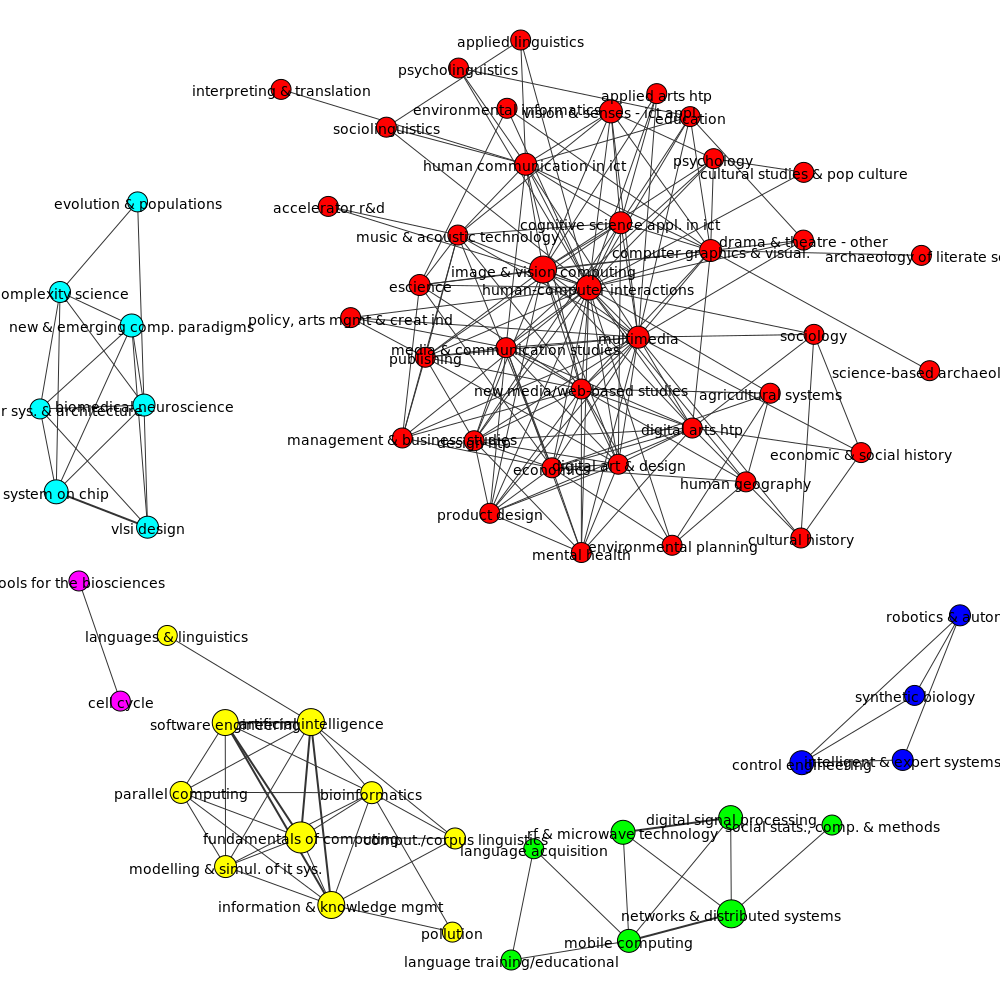 applied linguistics
psycholinguistics
interpreting & translation
applied arts htp
environmental informatics
vision & senses - ict appl.
education
sociolinguistics
psychology
human communication in ict
cultural studies & pop culture
evolution & populations
accelerator r&d
cognitive science appl. in ict
music & acoustic technology
drama & theatre - other
computer graphics & visual.
archaeology of literate so
image & vision computing
escience
human-computer interactions
omplexity science
policy, arts mgmt & creat ind
new & emerging comp. paradigms
sociology
multimedia
media & communication studies
publishing
science-based archaeol
new media/web-based studies
agricultural systems
biomedical neuroscience
r sys. & architecture
digital arts htp
management & business studies
design htp
economic & social history
digital art & design
economics
human geography
system on chip
product design
vlsi design
cultural history
environmental planning
mental health
ools for the biosciences
robotics & auton
languages & linguistics
synthetic biology
cell cycle
software engineering
artificial intelligence
intelligent & expert systems
control engineering
parallel computing
bioinformatics
digital signal processing
social stats., comp. & methods
rf & microwave technology
fundamentals of computing
comput./corpus linguistics
language acquisition
modelling & simul. of it sys.
information & knowledge mgmt
networks & distributed systems
pollution
mobile computing
language training/educational